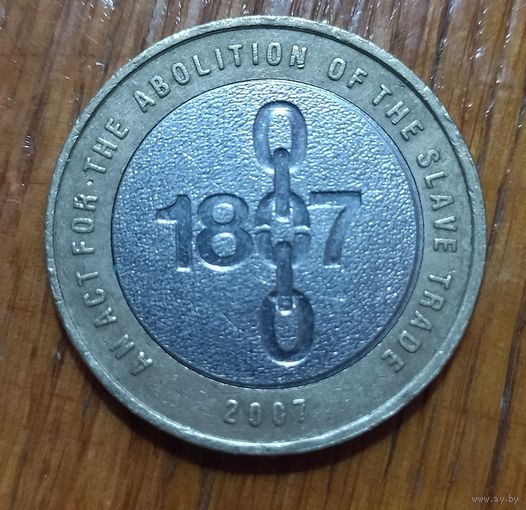 AN ACT FOR · THE ABOLITION OF THE SLAVE TRADE
1807
2007
www.ay.by